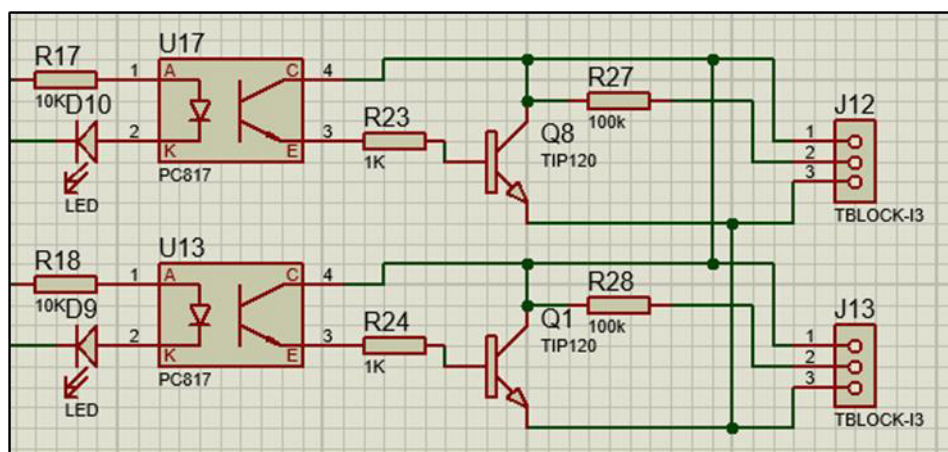 R17
10K
D10
LED
1
2
U17
A
K
C
E
PC817
4
3
R23
1K
Q8
TIP120
R27
100k
J12
1
2
3
TBLOCK-I3
R18
10K
D9
LED
1
2
U13
A
K
C
E
PC817
4
3
R24
1K
Q1
TIP120
R28
100k
J13
1
2
3
TBLOCK-I3